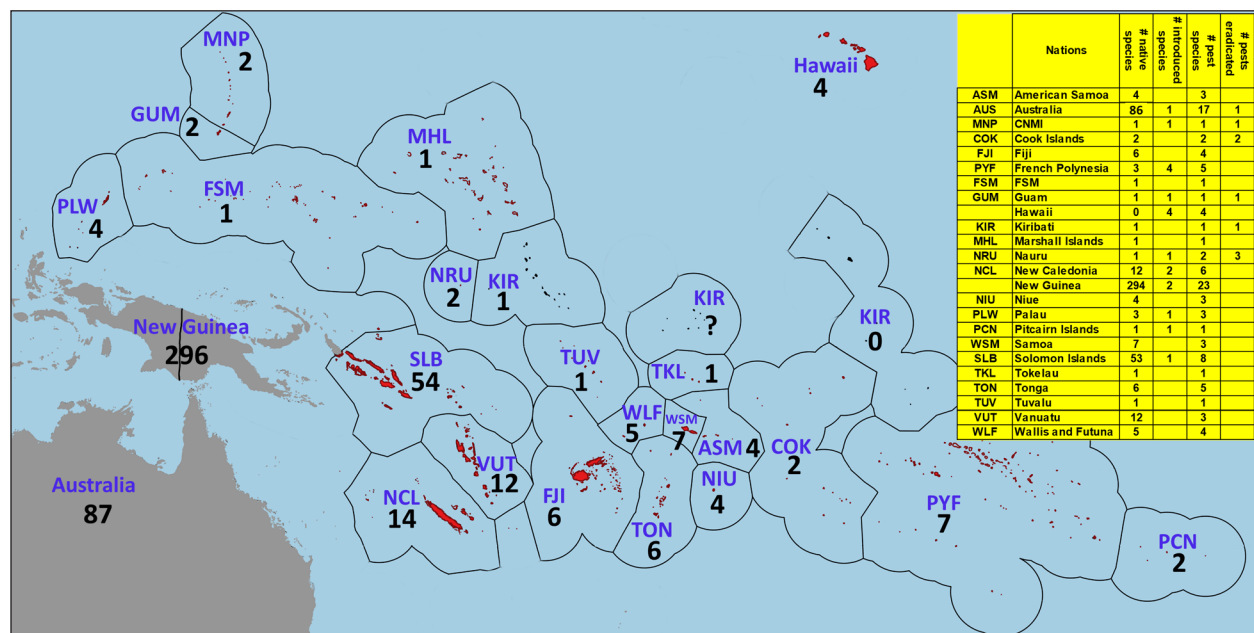 MNP
2
Hawaii
4
GUM
2
MHL
1
PLW
4
FSM
1
NRU
2
KIR
1
KIR
?
KIR
0
New Guinea
296
SLB
54
TUV
1
TKL
1
WLF
5
WSM
7
ASM 4
COK
2
VUT
12
NCL
14
FJI
6
TON
6
NIU
4
PYF
7
PCN
2
Australia
87
Nations # native species # introduced species # pest species # pests eradicated
ASM American Samoa 4 3
AUS Australia 86 1 17 1
MNP CNMI 1 1 1 1
COK Cook Islands 2 2 2
FJI Fiji 6 4
PYF French Polynesia 3 4 5
FSM FSM 1 1
GUM Guam 1 1 1 1
Hawaii 0 4 4
KIR Kiribati 1 1 1
MHL Marshall Islands 1 1
NRU Nauru 1 1 2 3
NCL New Caledonia 12 2 6
New Guinea 294 2 23
NIU Niue 4 3
PLW Palau 3 1 3
PCN Pitcairn Islands 1 1 1
WSM Samoa 7 3
SLB Solomon Islands 53 1 8
TKL Tokelau 1 1
TON Tonga 6 5
TUV Tuvalu 1 1
VUT Vanuatu 12 3
WLF Wallis and Futuna 5 4